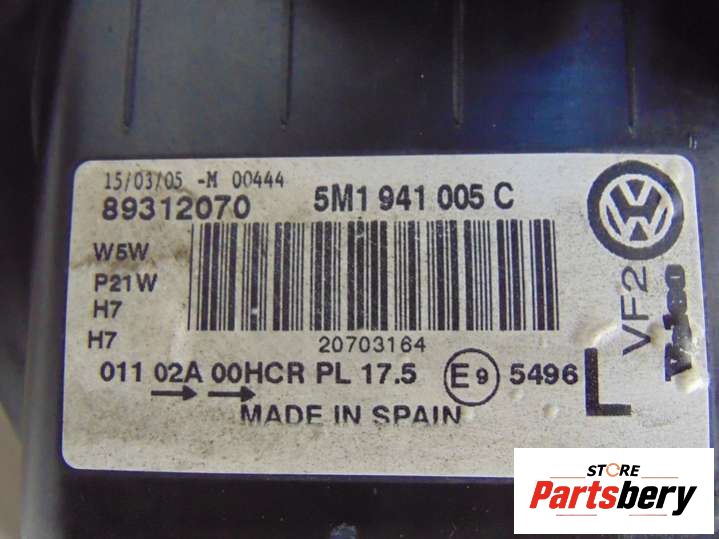 15/03/05 -M 00444
89312070 5M1 941 005 C
W5W
P21W
H7
H7
20703164
011 02A 00HCR PL 17.5 E9 5496 L
MADE IN SPAIN
VF2
Valeo
STORE
Partsbery